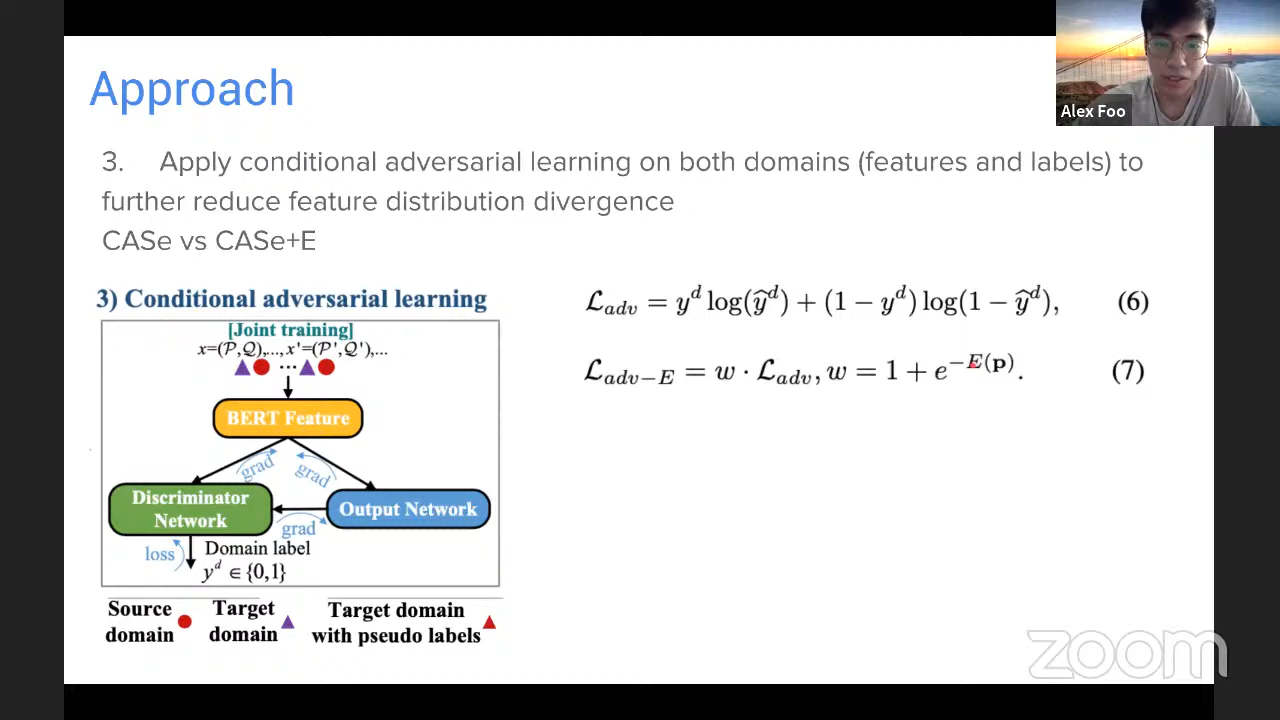 Approach
Alex Foo
3. Apply conditional adversarial learning on both domains (features and labels) to
further reduce feature distribution divergence
CASe vs CASe+E
3) Conditional adversarial learning
[Joint training]
x=(P,Q),...,x'=(P',Q'),...
...
BERT Feature
grad
grad
Discriminator
Network
Output Network
grad
loss
Domain label
y^d ∈ {0,1}
Source
domain
Target
domain
Target domain
with pseudo labels
ℒ_adv = y^d log(ŷ^d) + (1 − y^d) log(1 − ŷ^d), (6)
ℒ_adv−E = w · ℒ_adv, w = 1 + e^−E(p). (7)
zoom